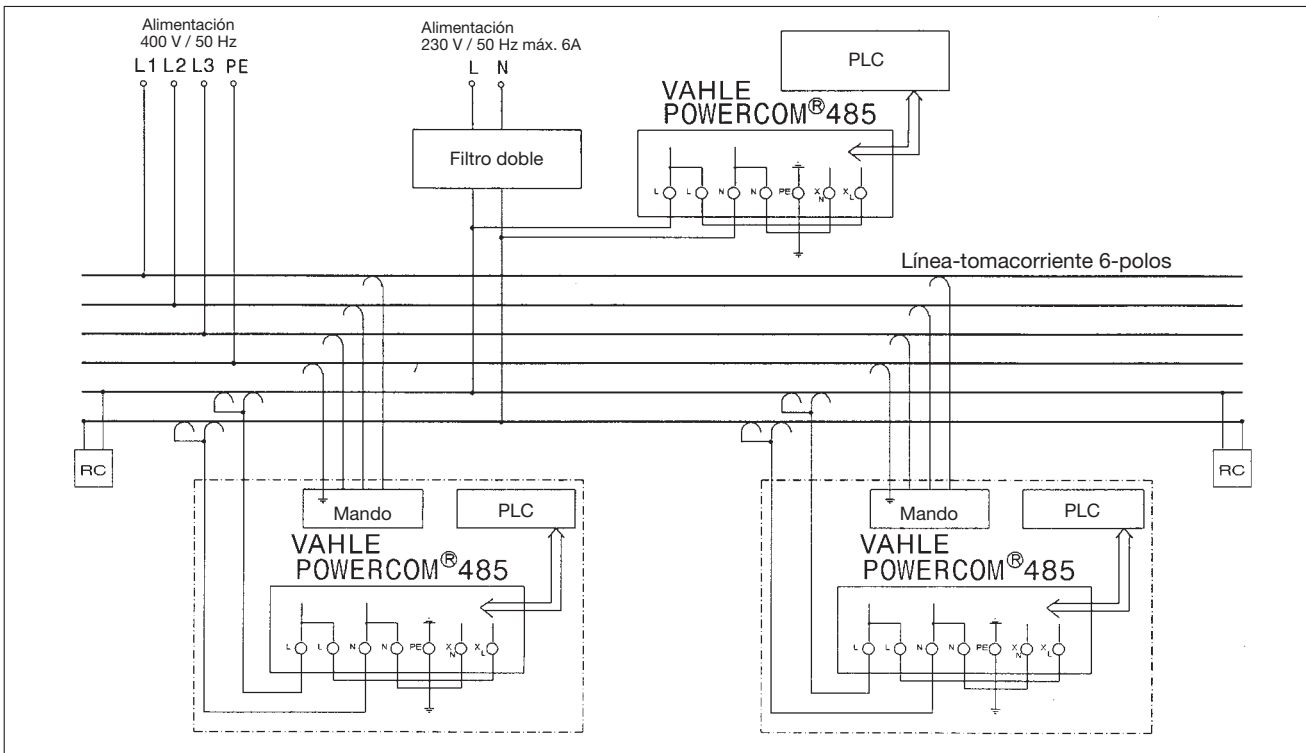 Alimentación
400 V / 50 Hz
L1 L2 L3 PE
Alimentación
230 V / 50 Hz máx. 6A
L N
Filtro doble
PLC
VAHLE
POWERCOM®485
L L N N PE XN XL
Línea-tomacorriente 6-polos
RC
RC
Mando
PLC
VAHLE
POWERCOM®485
L L N N PE XN XL
Mando
PLC
VAHLE
POWERCOM®485
L L N N PE XN XL